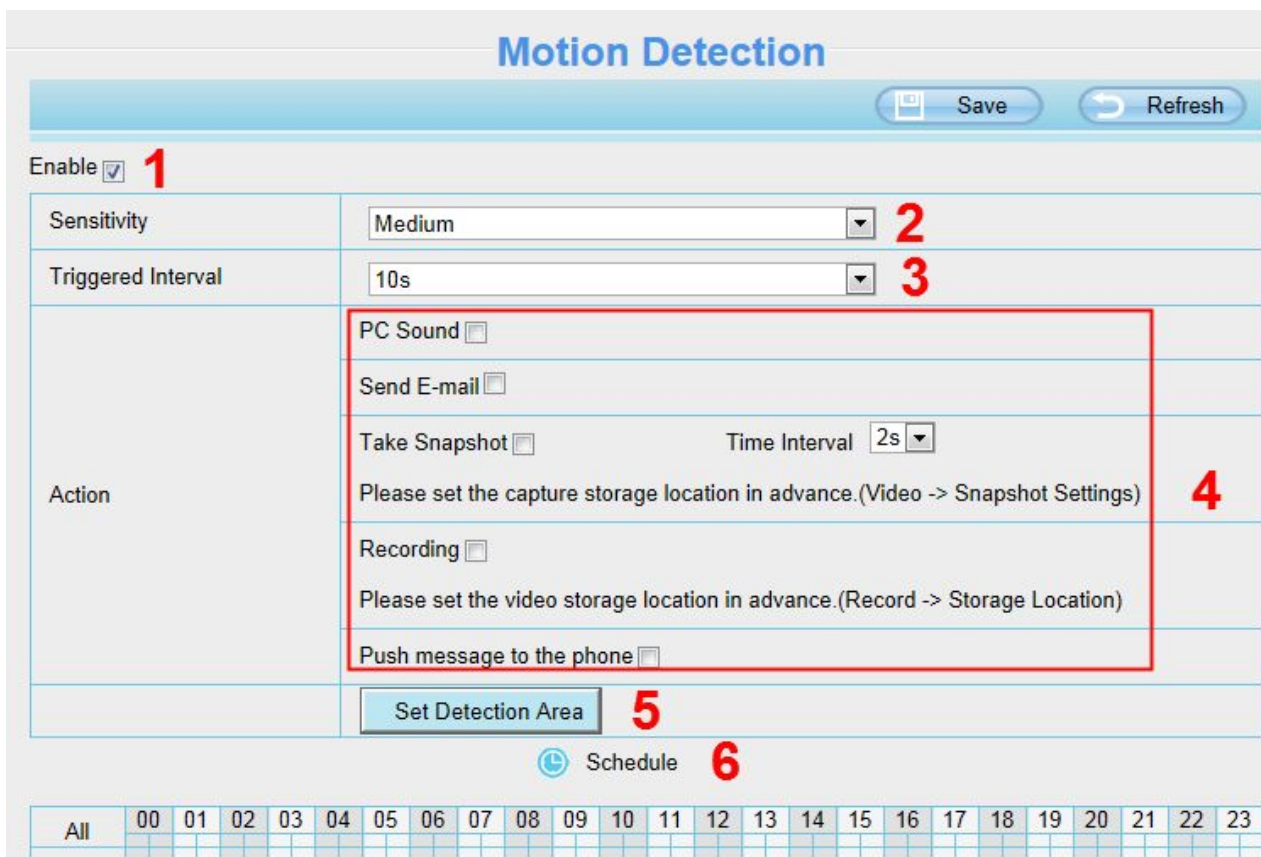 Motion Detection
Save Refresh
Enable 1
Sensitivity Medium 2
Triggered Interval 10s 3
PC Sound
Send E-mail
Take Snapshot Time Interval 2s
Action Please set the capture storage location in advance.(Video -> Snapshot Settings) 4
Recording
Please set the video storage location in advance.(Record -> Storage Location)
Push message to the phone
Set Detection Area 5
Schedule 6
All 00 01 02 03 04 05 06 07 08 09 10 11 12 13 14 15 16 17 18 19 20 21 22 23